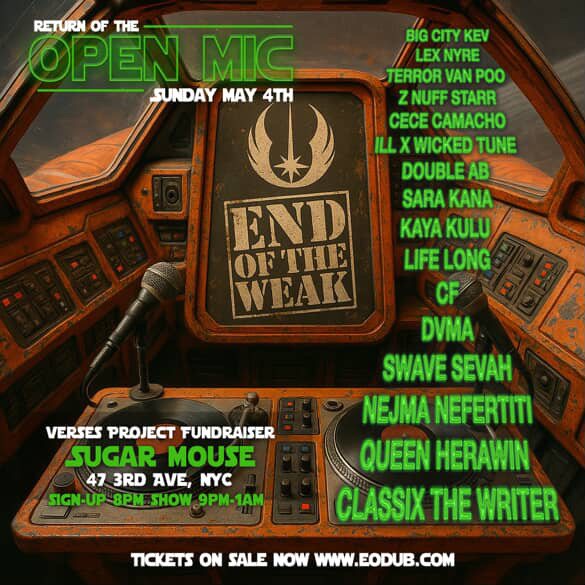 RETURN OF THE
OPEN MIC
SUNDAY MAY 4TH
BIG CITY KEV
LEX NYRE
TERROR VAN POO
Z NUFF STARR
CECE CAMACHO
ILL X WICKED TUNE
DOUBLE AB
SARA KANA
KAYA KULU
LIFE LONG
CF
DVMA
SWAVE SEVAH
NEJMA NEFERTITI
QUEEN HERAWIN
CLASSIX THE WRITER
END
OF THE
WEAK
VERSES PROJECT FUNDRAISER
SUGAR MOUSE
47 3RD AVE, NYC
SIGN-UP 8PM SHOW 9PM-1AM
TICKETS ON SALE NOW WWW.EODUB.COM